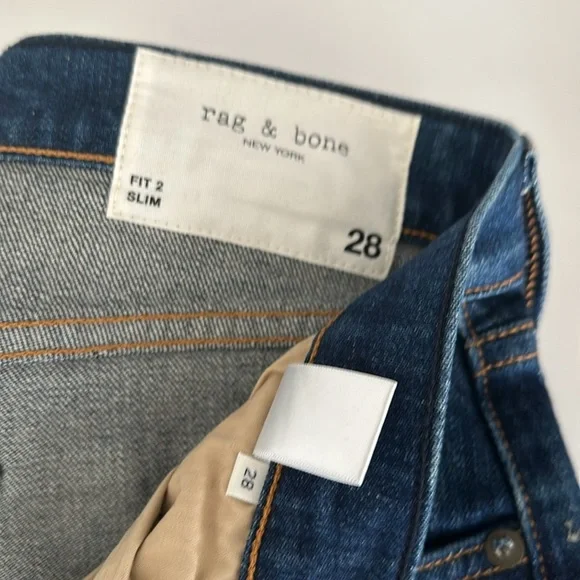 rag & bone
NEW YORK
FIT 2
SLIM
28
28